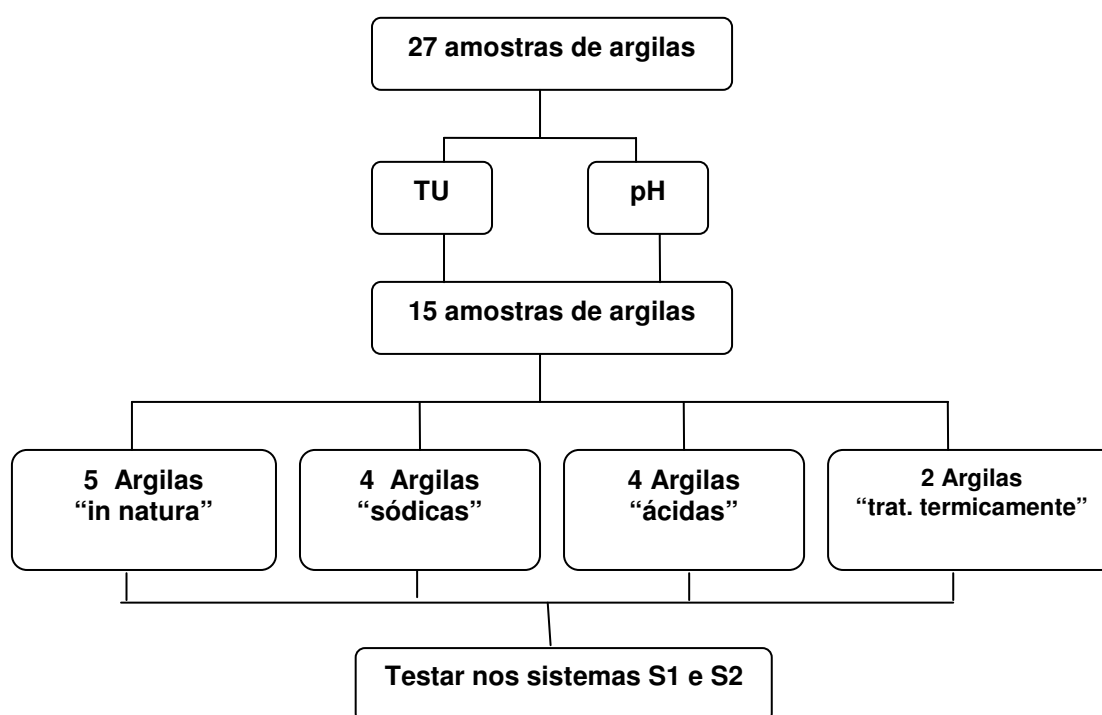 27 amostras de argilas
TU
pH
15 amostras de argilas
5 Argilas
“in natura”
4 Argilas
“sódicas”
4 Argilas
“ácidas”
2 Argilas
“trat. termicamente”
Testar nos sistemas S1 e S2